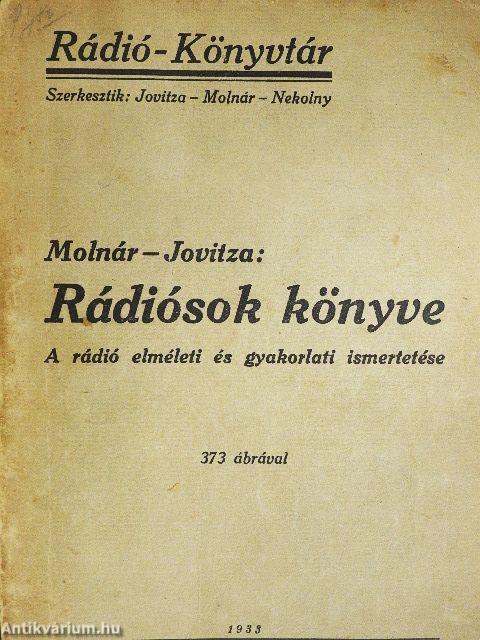 Rádió-Könyvtár
Szerkesztik: Jovitza – Molnár – Nekolny
Molnár – Jovitza:
Rádiósok könyve
A rádió elméleti és gyakorlati ismertetése
373 ábrával
1933
Antikvárium.hu